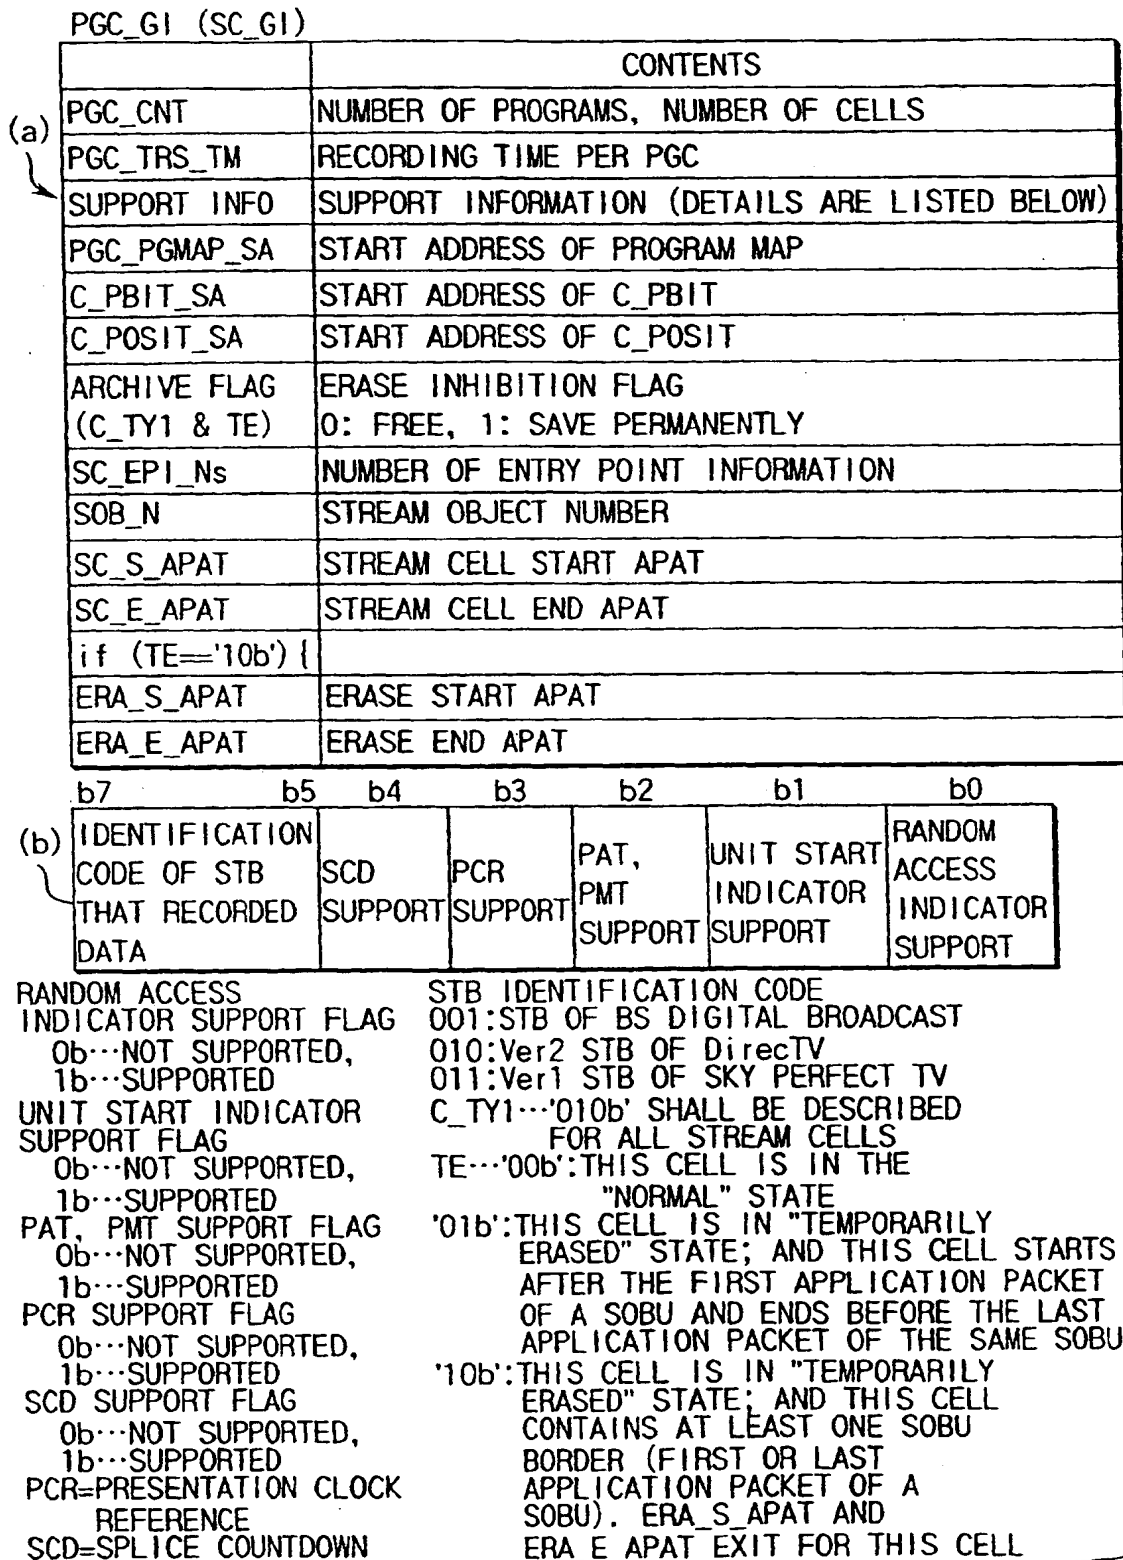 PGC_GI (SC_GI)
CONTENTS
(a)
PGC_CNT NUMBER OF PROGRAMS, NUMBER OF CELLS
PGC_TRS_TM RECORDING TIME PER PGC
SUPPORT INFO SUPPORT INFORMATION (DETAILS ARE LISTED BELOW)
PGC_PGMAP_SA START ADDRESS OF PROGRAM MAP
C_PBIT_SA START ADDRESS OF C_PBIT
C_POSIT_SA START ADDRESS OF C_POSIT
ARCHIVE FLAG ERASE INHIBITION FLAG
(C_TY1 & TE) 0: FREE, 1: SAVE PERMANENTLY
SC_EPI_Ns NUMBER OF ENTRY POINT INFORMATION
SOB_N STREAM OBJECT NUMBER
SC_S_APAT STREAM CELL START APAT
SC_E_APAT STREAM CELL END APAT
if (TE=='10b') {
ERA_S_APAT ERASE START APAT
ERA_E_APAT ERASE END APAT
b7 b5 b4 b3 b2 b1 b0
(b)
IDENTIFICATION
CODE OF STB
THAT RECORDED
DATA
SCD
SUPPORT
PCR
SUPPORT
PAT,
PMT
SUPPORT
UNIT START
INDICATOR
SUPPORT
RANDOM
ACCESS
INDICATOR
SUPPORT
RANDOM ACCESS
INDICATOR SUPPORT FLAG
0b···NOT SUPPORTED,
1b···SUPPORTED
UNIT START INDICATOR
SUPPORT FLAG
0b···NOT SUPPORTED,
1b···SUPPORTED
PAT, PMT SUPPORT FLAG
0b···NOT SUPPORTED,
1b···SUPPORTED
PCR SUPPORT FLAG
0b···NOT SUPPORTED,
1b···SUPPORTED
SCD SUPPORT FLAG
0b···NOT SUPPORTED,
1b···SUPPORTED
PCR=PRESENTATION CLOCK
REFERENCE
SCD=SPLICE COUNTDOWN
STB IDENTIFICATION CODE
001:STB OF BS DIGITAL BROADCAST
010:Ver2 STB OF DirecTV
011:Ver1 STB OF SKY PERFECT TV
C_TY1···'010b' SHALL BE DESCRIBED
FOR ALL STREAM CELLS
TE···'00b':THIS CELL IS IN THE
"NORMAL" STATE
'01b':THIS CELL IS IN "TEMPORARILY
ERASED" STATE; AND THIS CELL STARTS
AFTER THE FIRST APPLICATION PACKET
OF A SOBU AND ENDS BEFORE THE LAST
APPLICATION PACKET OF THE SAME SOBU
'10b':THIS CELL IS IN "TEMPORARILY
ERASED" STATE; AND THIS CELL
CONTAINS AT LEAST ONE SOBU
BORDER (FIRST OR LAST
APPLICATION PACKET OF A
SOBU). ERA_S_APAT AND
ERA E APAT EXIT FOR THIS CELL